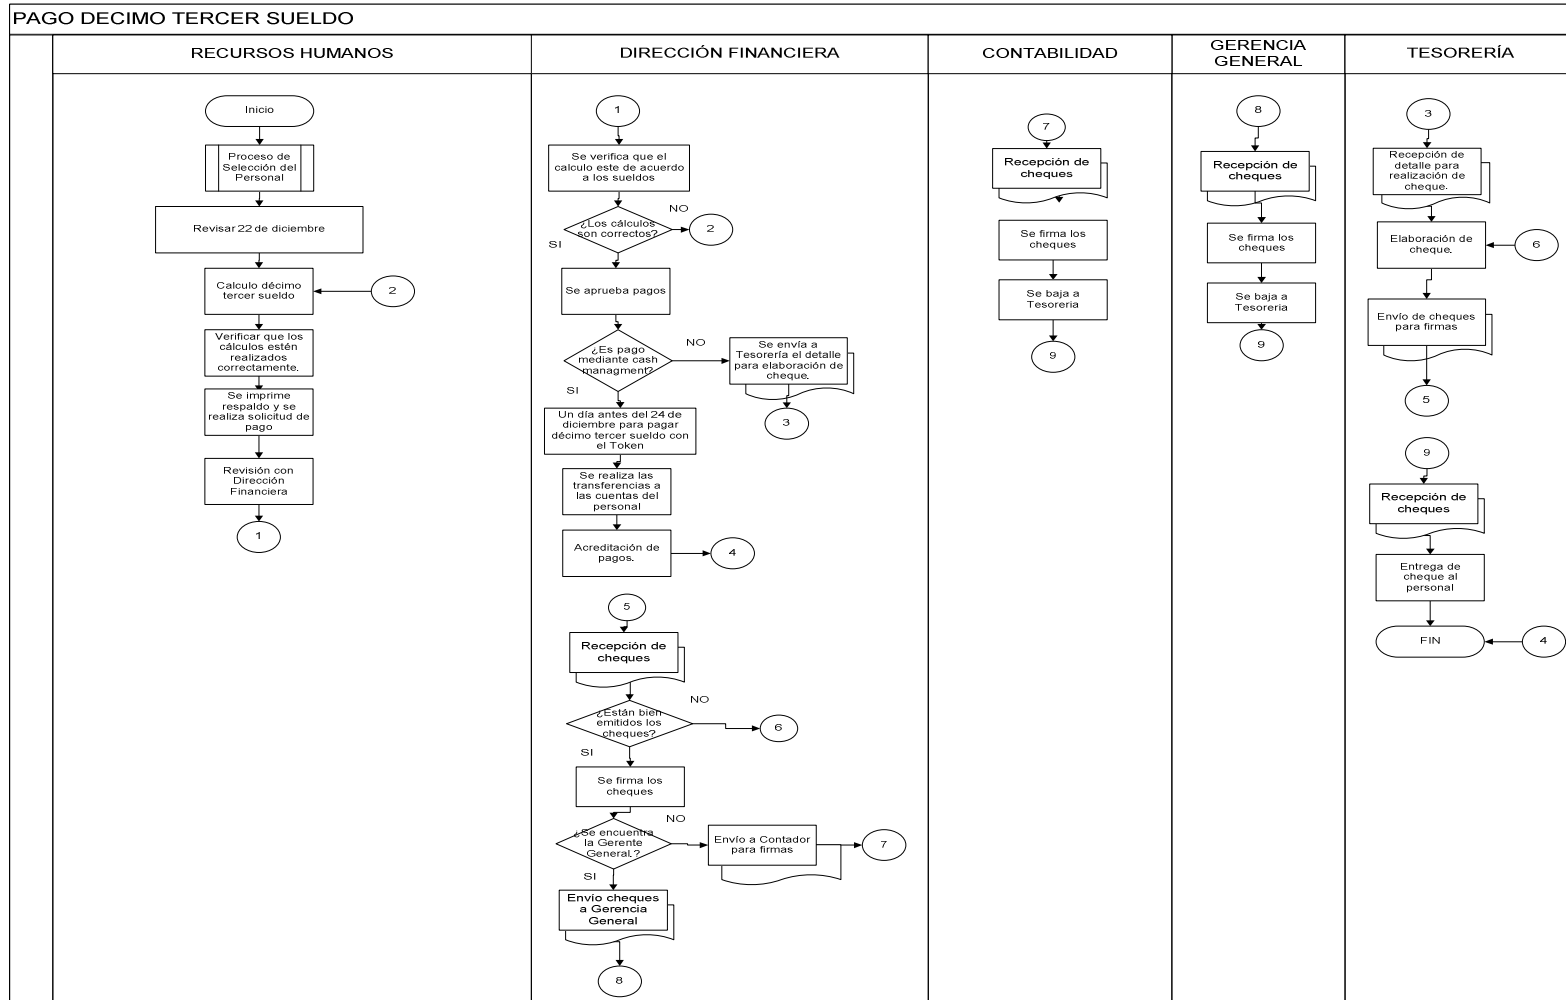 PAGO DECIMO TERCER SUELDO
RECURSOS HUMANOS
Inicio
Proceso de
Selección del
Personal
Revisar 22 de diciembre
Calculo décimo
tercer sueldo
2
Verificar que los
cálculos estén
realizados
correctamente.
Se imprime
respaldo y se
realiza solicitud de
pago
Revisión con
Dirección
Financiera
1
DIRECCIÓN FINANCIERA
1
Se verifica que el
calculo este de acuerdo
a los sueldos
NO
¿Los cálculos
son correctos?
2
SI
Se aprueba pagos
¿Es pago
mediante cash
managment?
NO
Se envía a
Tesorería el detalle
para elaboración de
cheque.
3
SI
Un día antes del 24 de
diciembre para pagar
décimo tercer sueldo con
el Token
Se realiza las
transferencias a
las cuentas del
personal
Acreditación de
pagos.
4
5
Recepción de
cheques
NO
¿Están bien
emitidos los
cheques?
6
SI
Se firma los
cheques
NO
¿Se encuentra
la Gerente
General.?
Envío a Contador
para firmas
7
SI
Envío cheques
a Gerencia
General
8
CONTABILIDAD
7
Recepción de
cheques
Se firma los
cheques
Se baja a
Tesoreria
9
GERENCIA
GENERAL
8
Recepción de
cheques
Se firma los
cheques
Se baja a
Tesoreria
9
TESORERÍA
3
Recepción de
detalle para
realización de
cheque.
Elaboración de
cheque.
6
Envío de cheques
para firmas
5
9
Recepción de
cheques
Entrega de
cheque al
personal
FIN
4